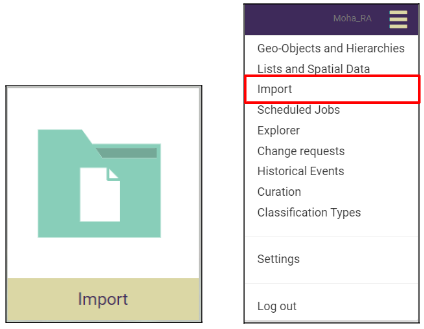 Import
Moha_RA
Geo-Objects and Hierarchies
Lists and Spatial Data
Import
Scheduled Jobs
Explorer
Change requests
Historical Events
Curation
Classification Types
Settings
Log out